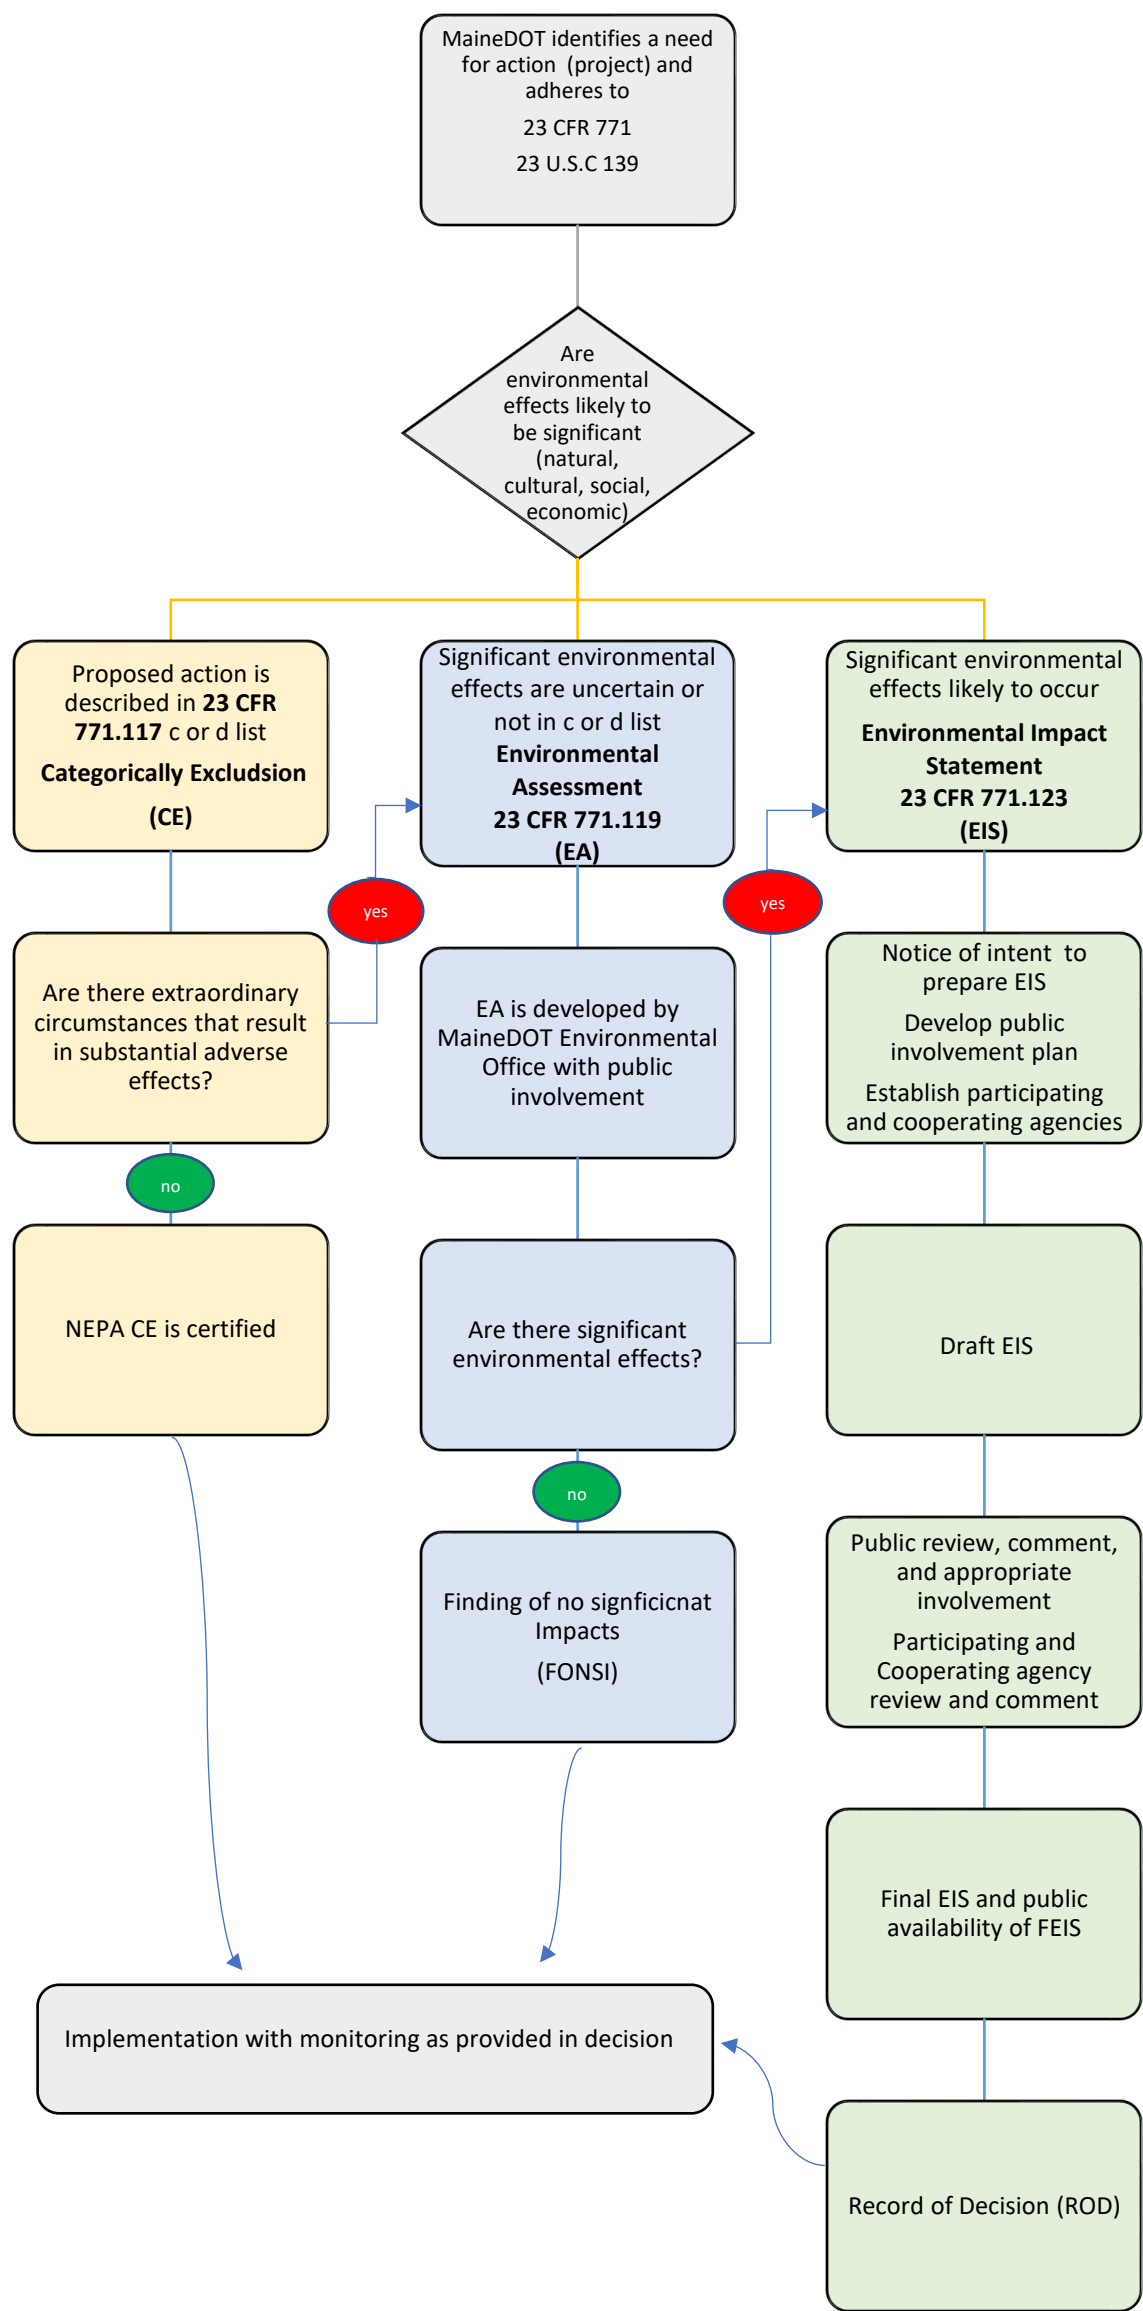 MaineDOT identifies a need
for action (project) and
adheres to
23 CFR 771
23 U.S.C 139
Are
environmental
effects likely to
be significant
(natural,
cultural, social,
economic)
Proposed action is
described in 23 CFR
771.117 c or d list
Categorically Excludsion
(CE)
Significant environmental
effects are uncertain or
not in c or d list
Environmental
Assessment
23 CFR 771.119
(EA)
Significant environmental
effects likely to occur
Environmental Impact
Statement
23 CFR 771.123
(EIS)
yes
yes
Are there extraordinary
circumstances that result
in substantial adverse
effects?
EA is developed by
MaineDOT Environmental
Office with public
involvement
Notice of intent to
prepare EIS
Develop public
involvement plan
Establish participating
and cooperating agencies
no
NEPA CE is certified
Are there significant
environmental effects?
Draft EIS
no
Finding of no signficicnat
Impacts
(FONSI)
Public review, comment,
and appropriate
involvement
Participating and
Cooperating agency
review and comment
Final EIS and public
availability of FEIS
Implementation with monitoring as provided in decision
Record of Decision (ROD)